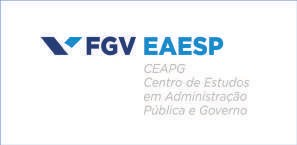 FGV EAESP
CEAPG
Centro de Estudos
em Administração
Pública e Governo